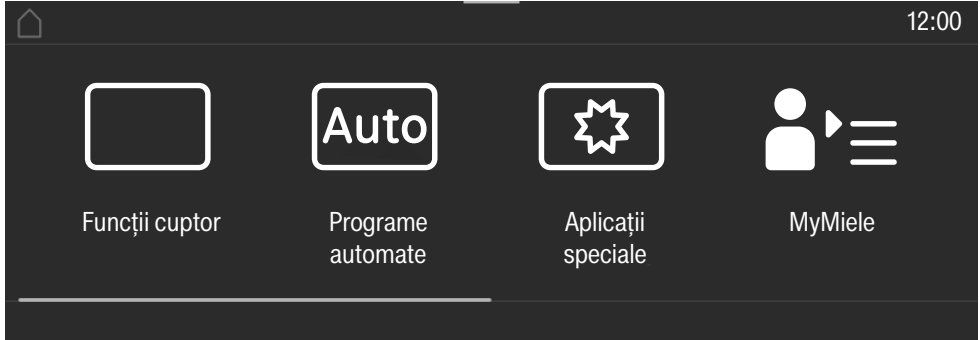 12:00
Auto
Funcții cuptor
Programe
automate
Aplicații
speciale
MyMiele